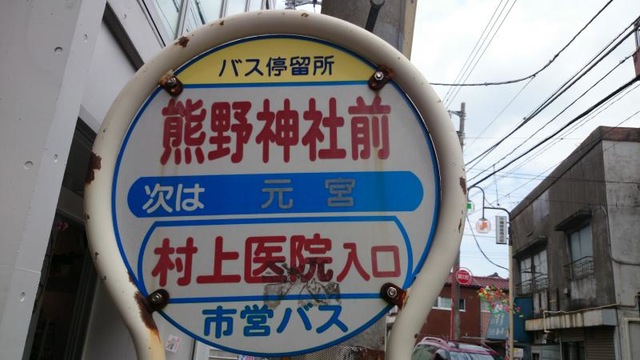 バス停留所
熊野神社前
次は 元宮
村上医院入口
市営バス